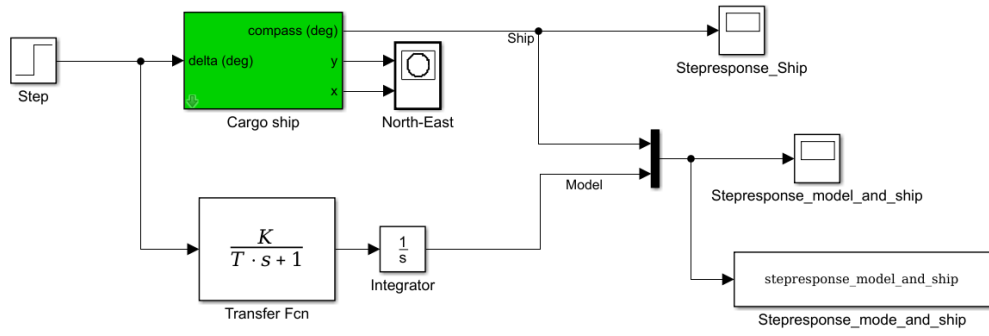 Step
compass (deg)
delta (deg)
y
x
Cargo ship
North-East
Ship
Stepresponse_Ship
Model
Stepresponse_model_and_ship
K
T · s+1
Transfer Fcn
1
s
Integrator
stepresponse_model_and_ship
Stepresponse_mode_and_ship